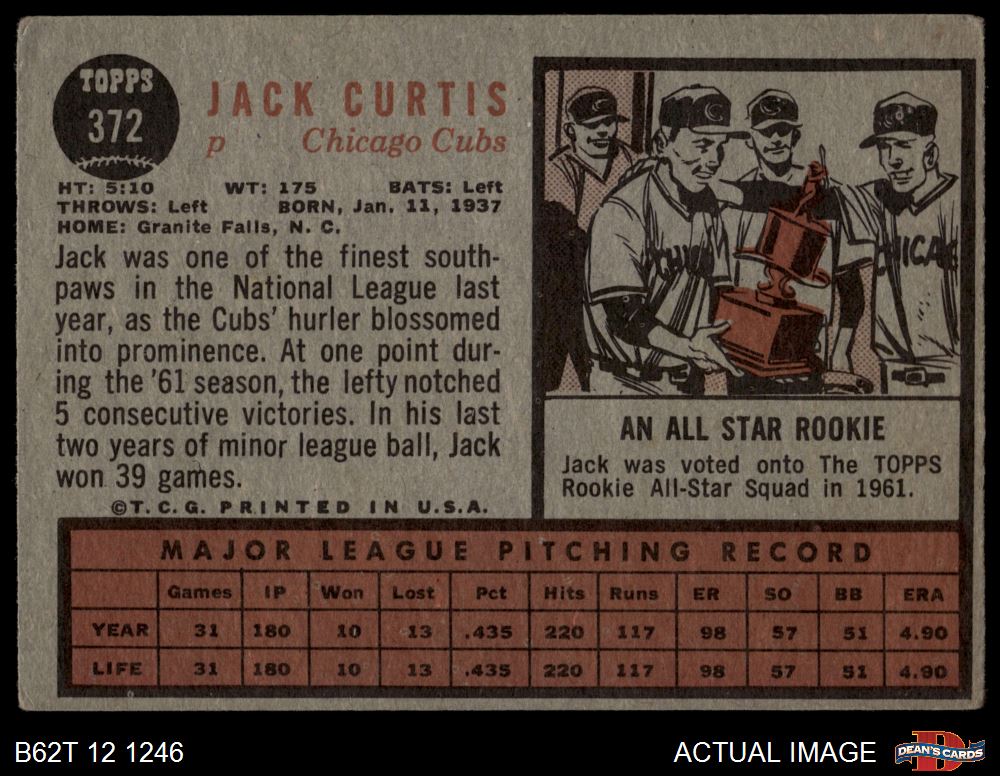 TOPPS
372
JACK CURTIS
p Chicago Cubs
HT: 5:10 WT: 175 BATS: Left
THROWS: Left BORN, Jan. 11, 1937
HOME: Granite Falls, N. C.
Jack was one of the finest south-
paws in the National League last
year, as the Cubs' hurler blossomed
into prominence. At one point dur-
ing the '61 season, the lefty notched
5 consecutive victories. In his last
two years of minor league ball, Jack
won 39 games.
©T.C.G. PRINTED IN U.S.A.
CHICAG
AN ALL STAR ROOKIE
Jack was voted onto The TOPPS
Rookie All-Star Squad in 1961.
MAJOR LEAGUE PITCHING RECORD
Games IP Won Lost Pct Hits Runs ER SO BB ERA
YEAR 31 180 10 13 .435 220 117 98 57 51 4.90
LIFE 31 180 10 13 .435 220 117 98 57 51 4.90
B62T 12 1246 ACTUAL IMAGE DEAN'S CARDS